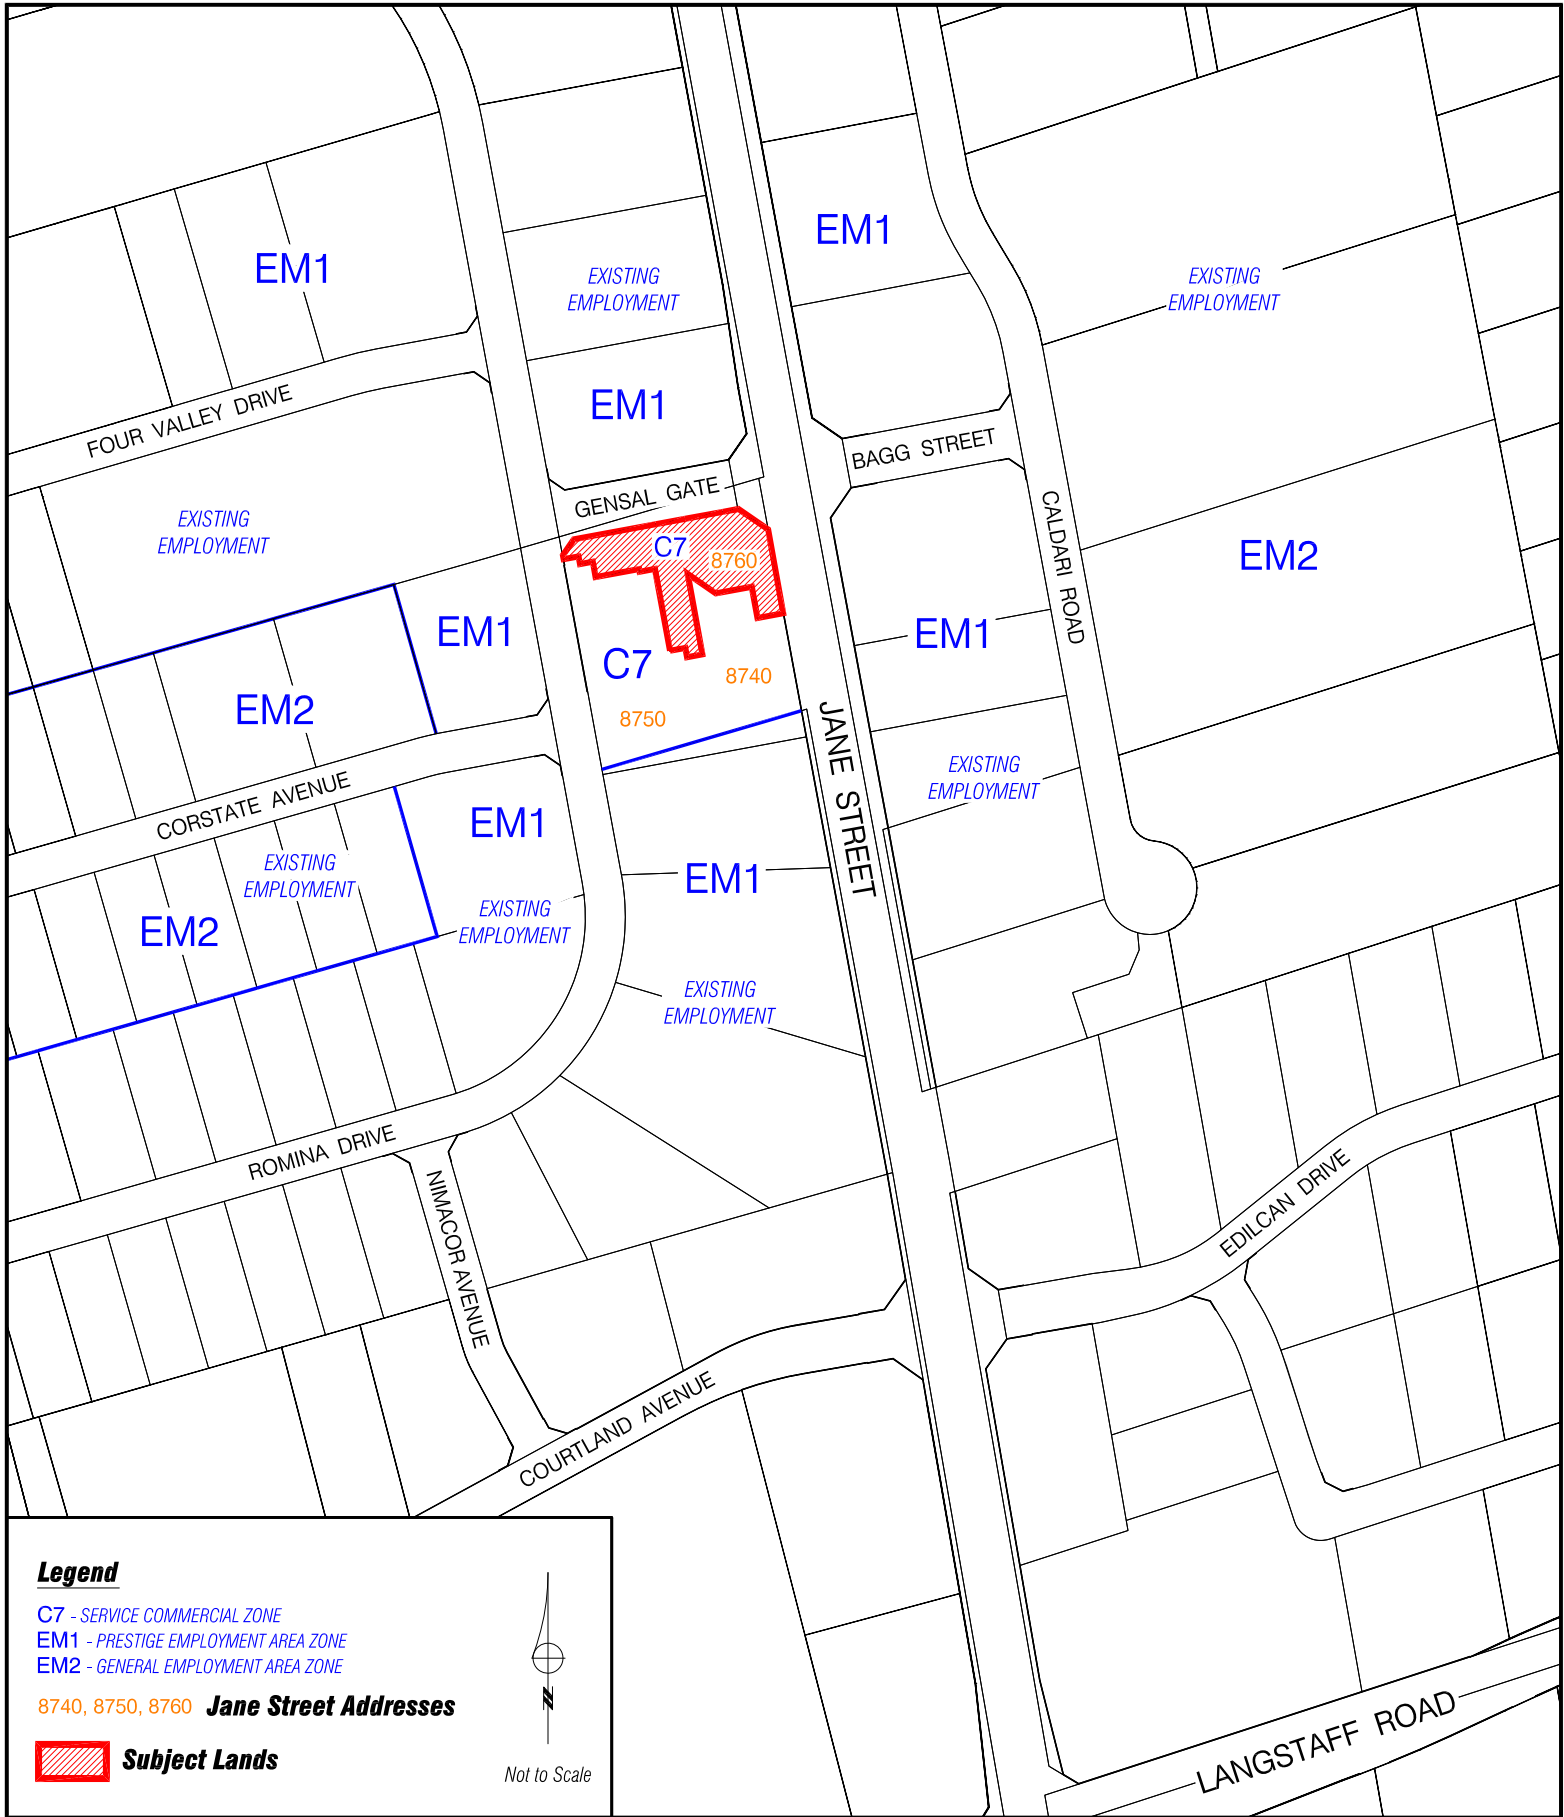 EM1
EM1
EXISTING
EMPLOYMENT
EXISTING
EMPLOYMENT
EM1
FOUR VALLEY DRIVE
BAGG STREET
GENSAL GATE
EXISTING
EMPLOYMENT
CALDARI ROAD
C7
8760
EM2
EM1
EM1
C7
8740
EM2
8750
JANE STREET
EXISTING
EMPLOYMENT
CORSTATE AVENUE
EM1
EXISTING
EMPLOYMENT
EM1
EM2
EXISTING
EMPLOYMENT
EXISTING
EMPLOYMENT
ROMINA DRIVE
NIMACOR AVENUE
EDILCAN DRIVE
COURTLAND AVENUE
LANGSTAFF ROAD
Legend
C7 - SERVICE COMMERCIAL ZONE
EM1 - PRESTIGE EMPLOYMENT AREA ZONE
EM2 - GENERAL EMPLOYMENT AREA ZONE
8740, 8750, 8760 Jane Street Addresses
Subject Lands
N
Not to Scale